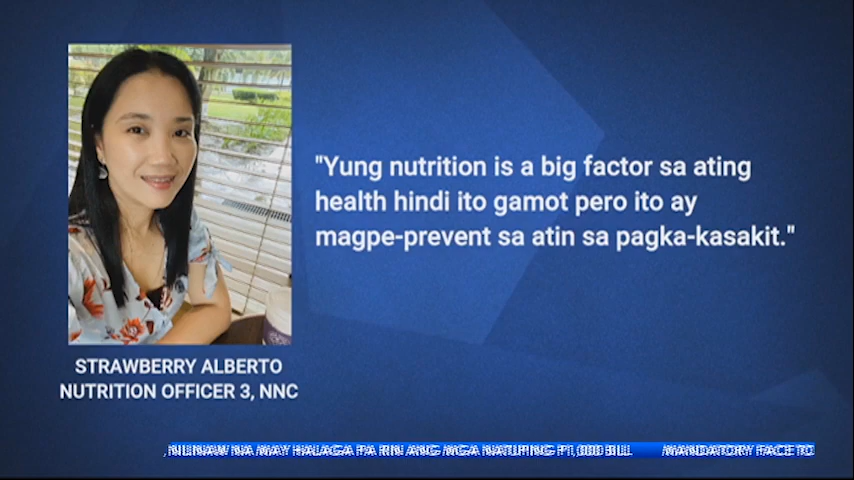 "Yung nutrition is a big factor sa ating
health hindi ito gamot pero ito ay
magpe-prevent sa atin sa pagka-kasakit."
STRAWBERRY ALBERTO
NUTRITION OFFICER 3, NNC
, NILINAW NA MAY HALAGA PA RIN ANG MGA NATUPING P1,000 BILL MANDATORY FACE TO